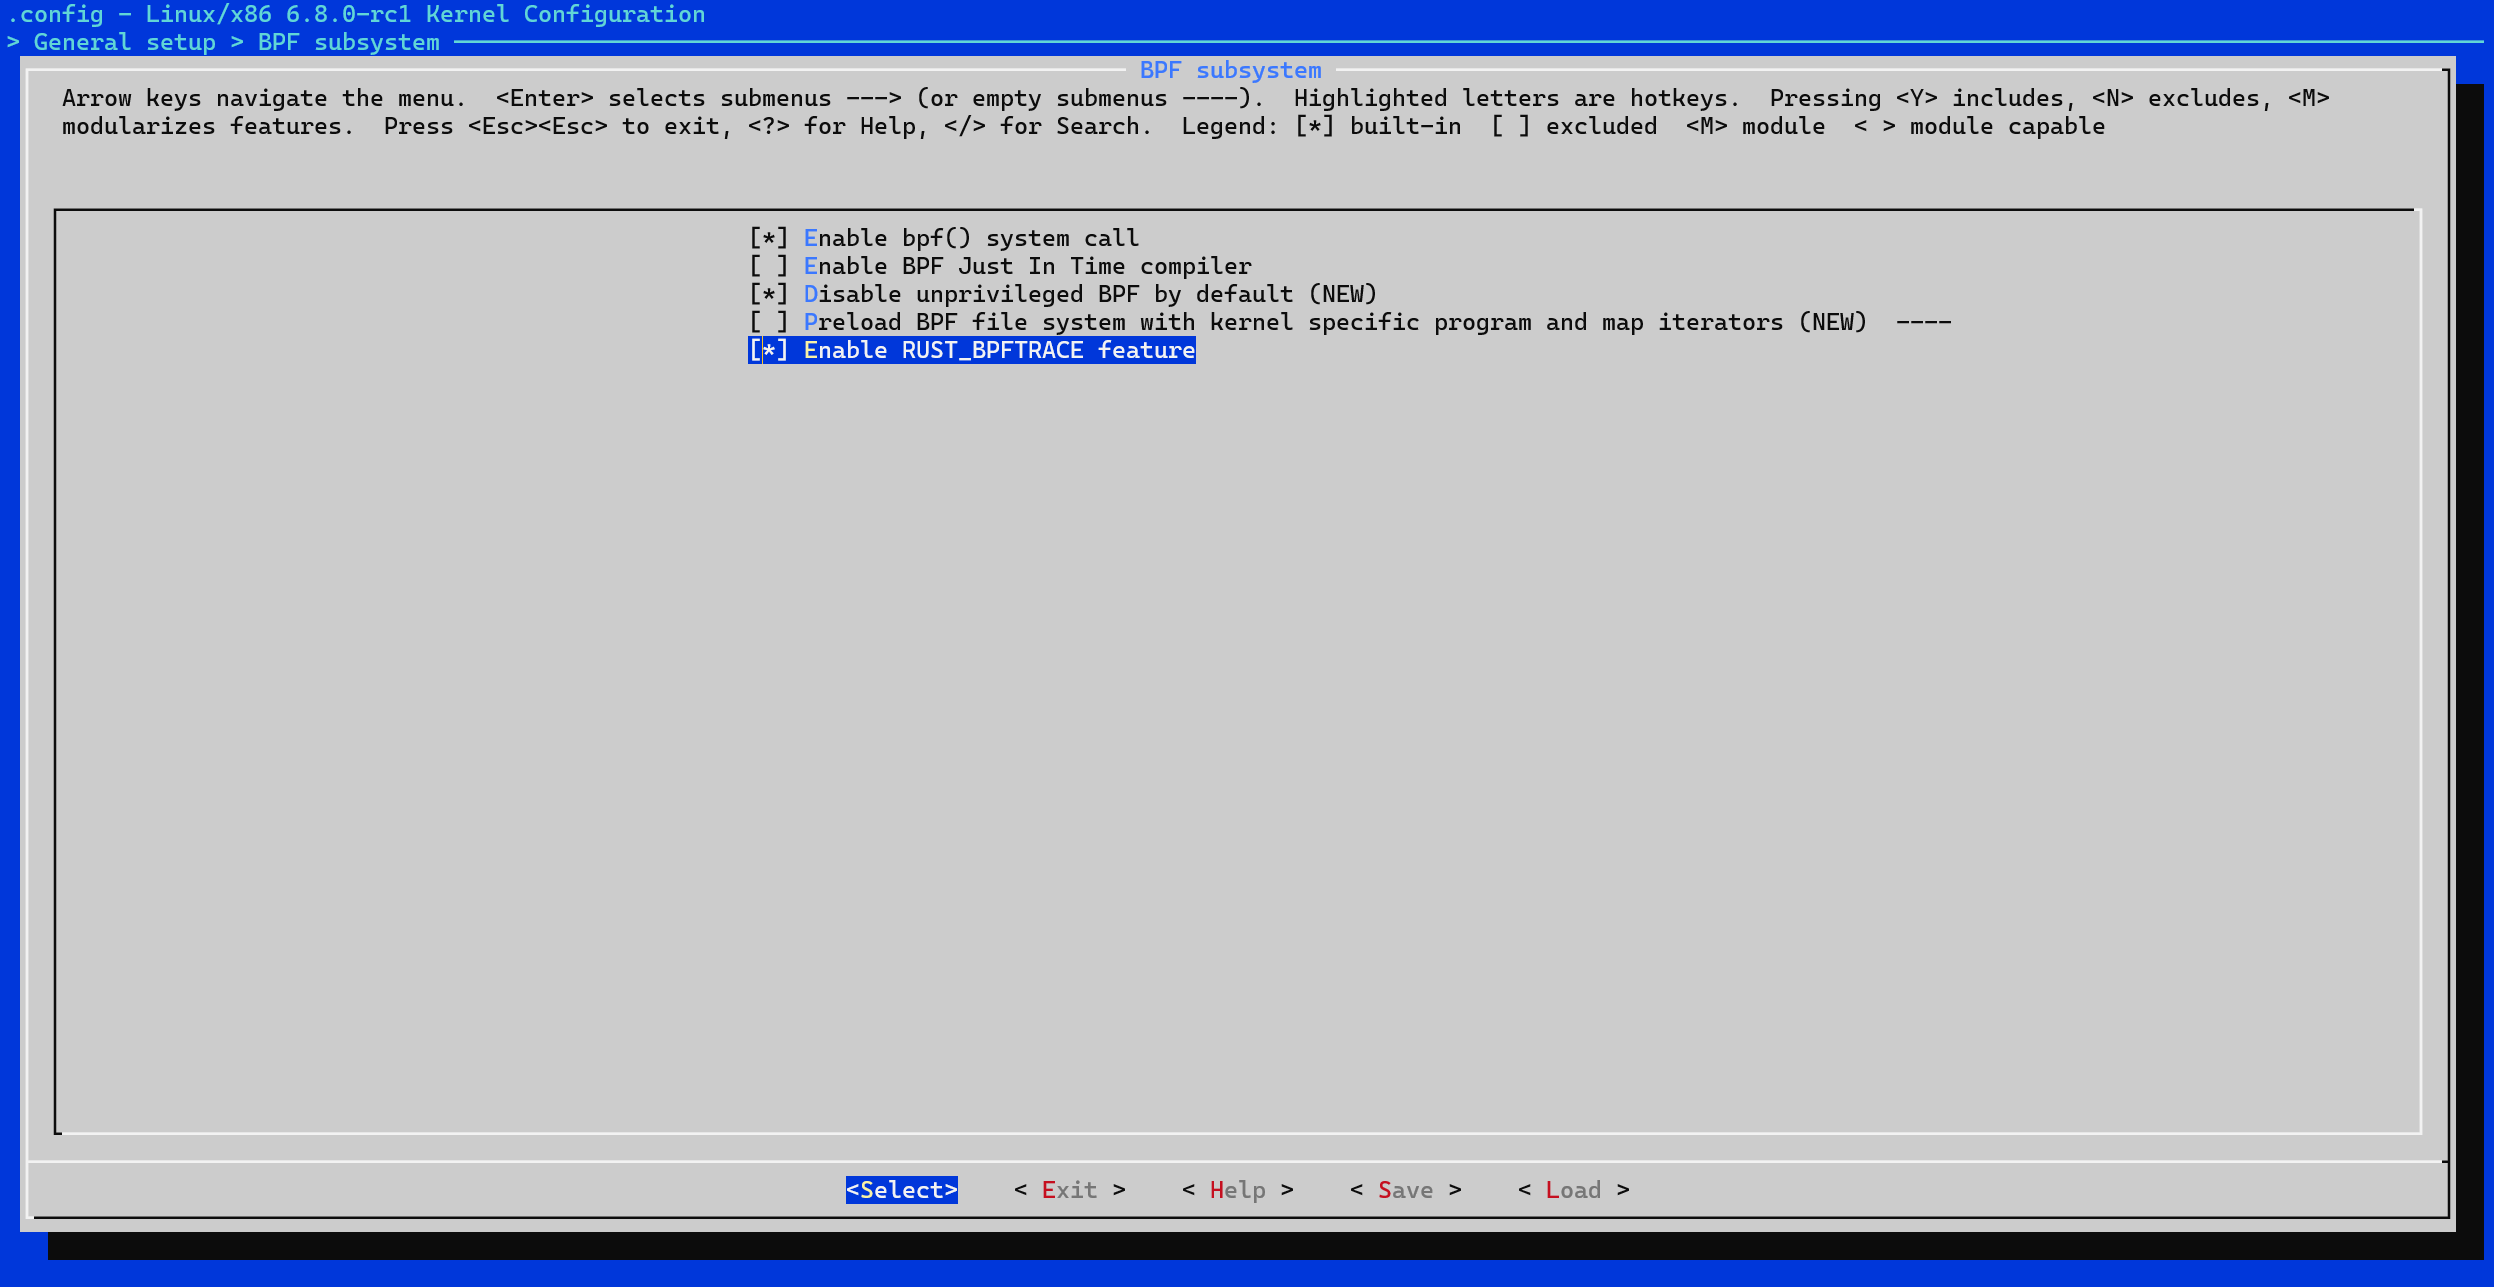 .config - Linux/x86 6.8.0-rc1 Kernel Configuration
> General setup > BPF subsystem
BPF subsystem
Arrow keys navigate the menu.  <Enter> selects submenus ---> (or empty submenus ----).  Highlighted letters are hotkeys.  Pressing <Y> includes, <N> excludes, <M>
modularizes features.  Press <Esc><Esc> to exit, <?> for Help, </> for Search.  Legend: [*] built-in  [ ] excluded  <M> module  < > module capable
[*] Enable bpf() system call
[ ] Enable BPF Just In Time compiler
[*] Disable unprivileged BPF by default (NEW)
[ ] Preload BPF file system with kernel specific program and map iterators (NEW)  ----
[*] Enable RUST_BPFTRACE feature
<Select>    < Exit >    < Help >    < Save >    < Load >